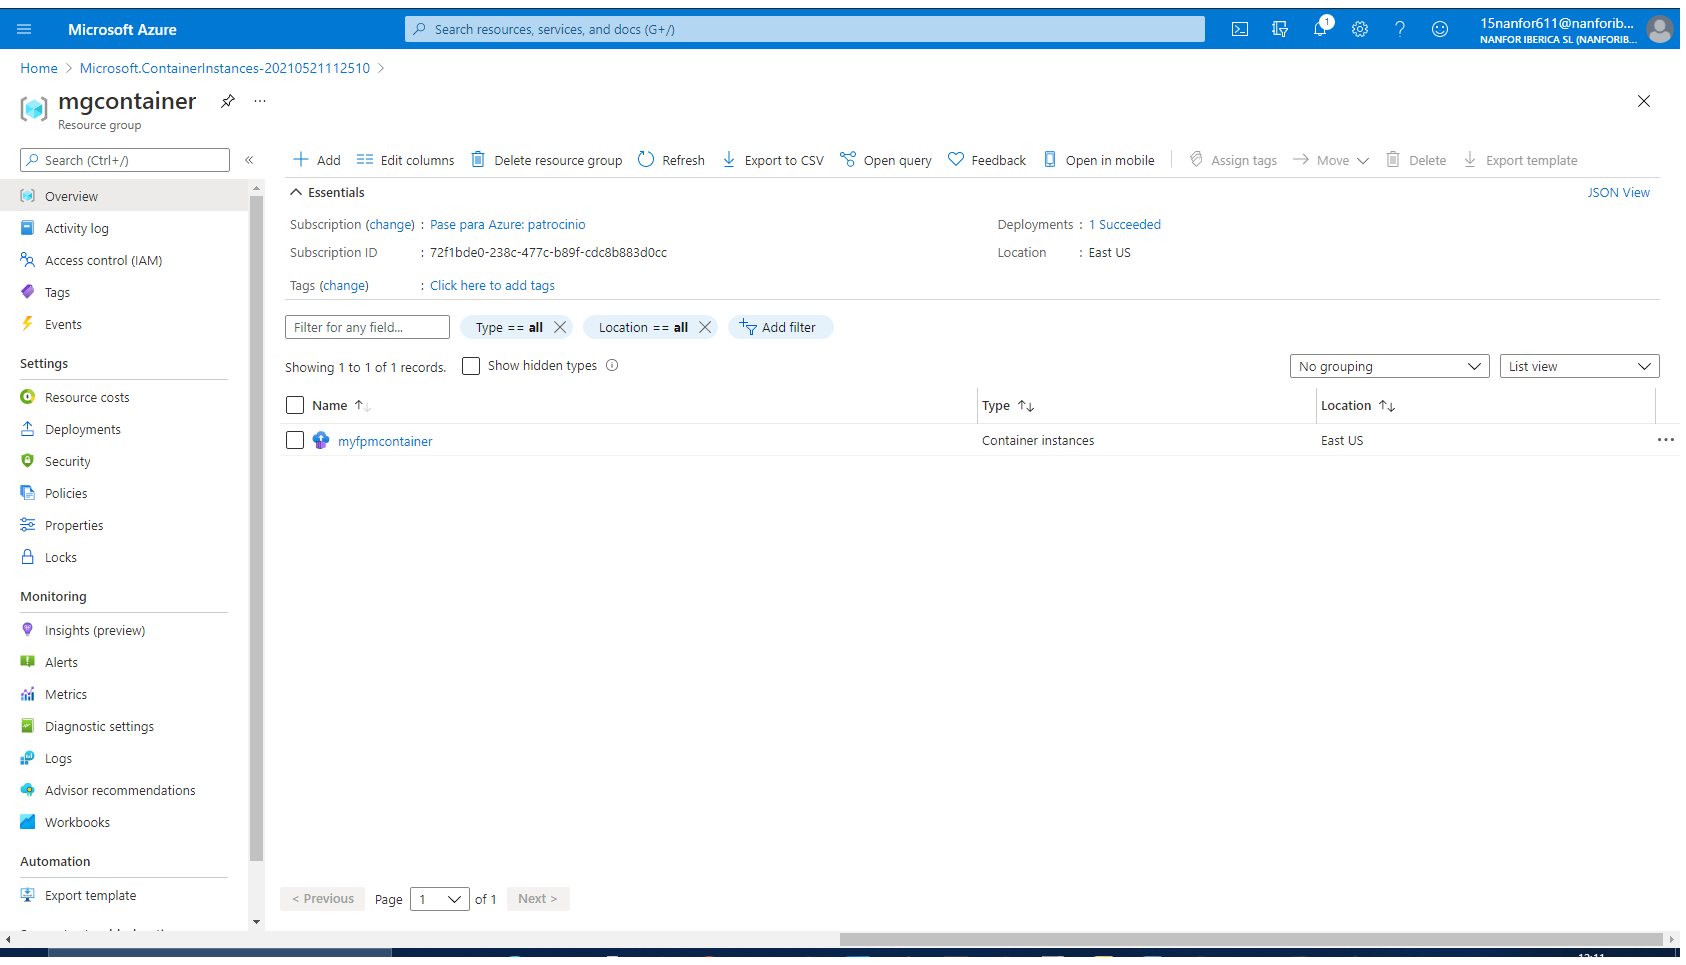 Microsoft Azure
Search resources, services, and docs (G+/)
1
15nanfor611@nanforib...
NANFOR IBERICA SL (NANFORIB...
Home > Microsoft.ContainerInstances-20210521112510 >
mgcontainer
Resource group
Search (Ctrl+/)
«
Overview
Activity log
Access control (IAM)
Tags
Events
Settings
Resource costs
Deployments
Security
Policies
Properties
Locks
Monitoring
Insights (preview)
Alerts
Metrics
Diagnostic settings
Logs
Advisor recommendations
Workbooks
Automation
Export template
Add
Edit columns
Delete resource group
Refresh
Export to CSV
Open query
Feedback
Open in mobile
Assign tags
Move
Delete
Export template
Essentials
JSON View
Subscription (change) : Pase para Azure: patrocinio
Deployments : 1 Succeeded
Subscription ID : 72f1bde0-238c-477c-b89f-cdc8b883d0cc
Location : East US
Tags (change) : Click here to add tags
Filter for any field...
Type == all
Location == all
Add filter
Showing 1 to 1 of 1 records.
Show hidden types
No grouping
List view
Name
Type
Location
myfpmcontainer
Container instances
East US
< Previous
Page 1 of 1
Next >